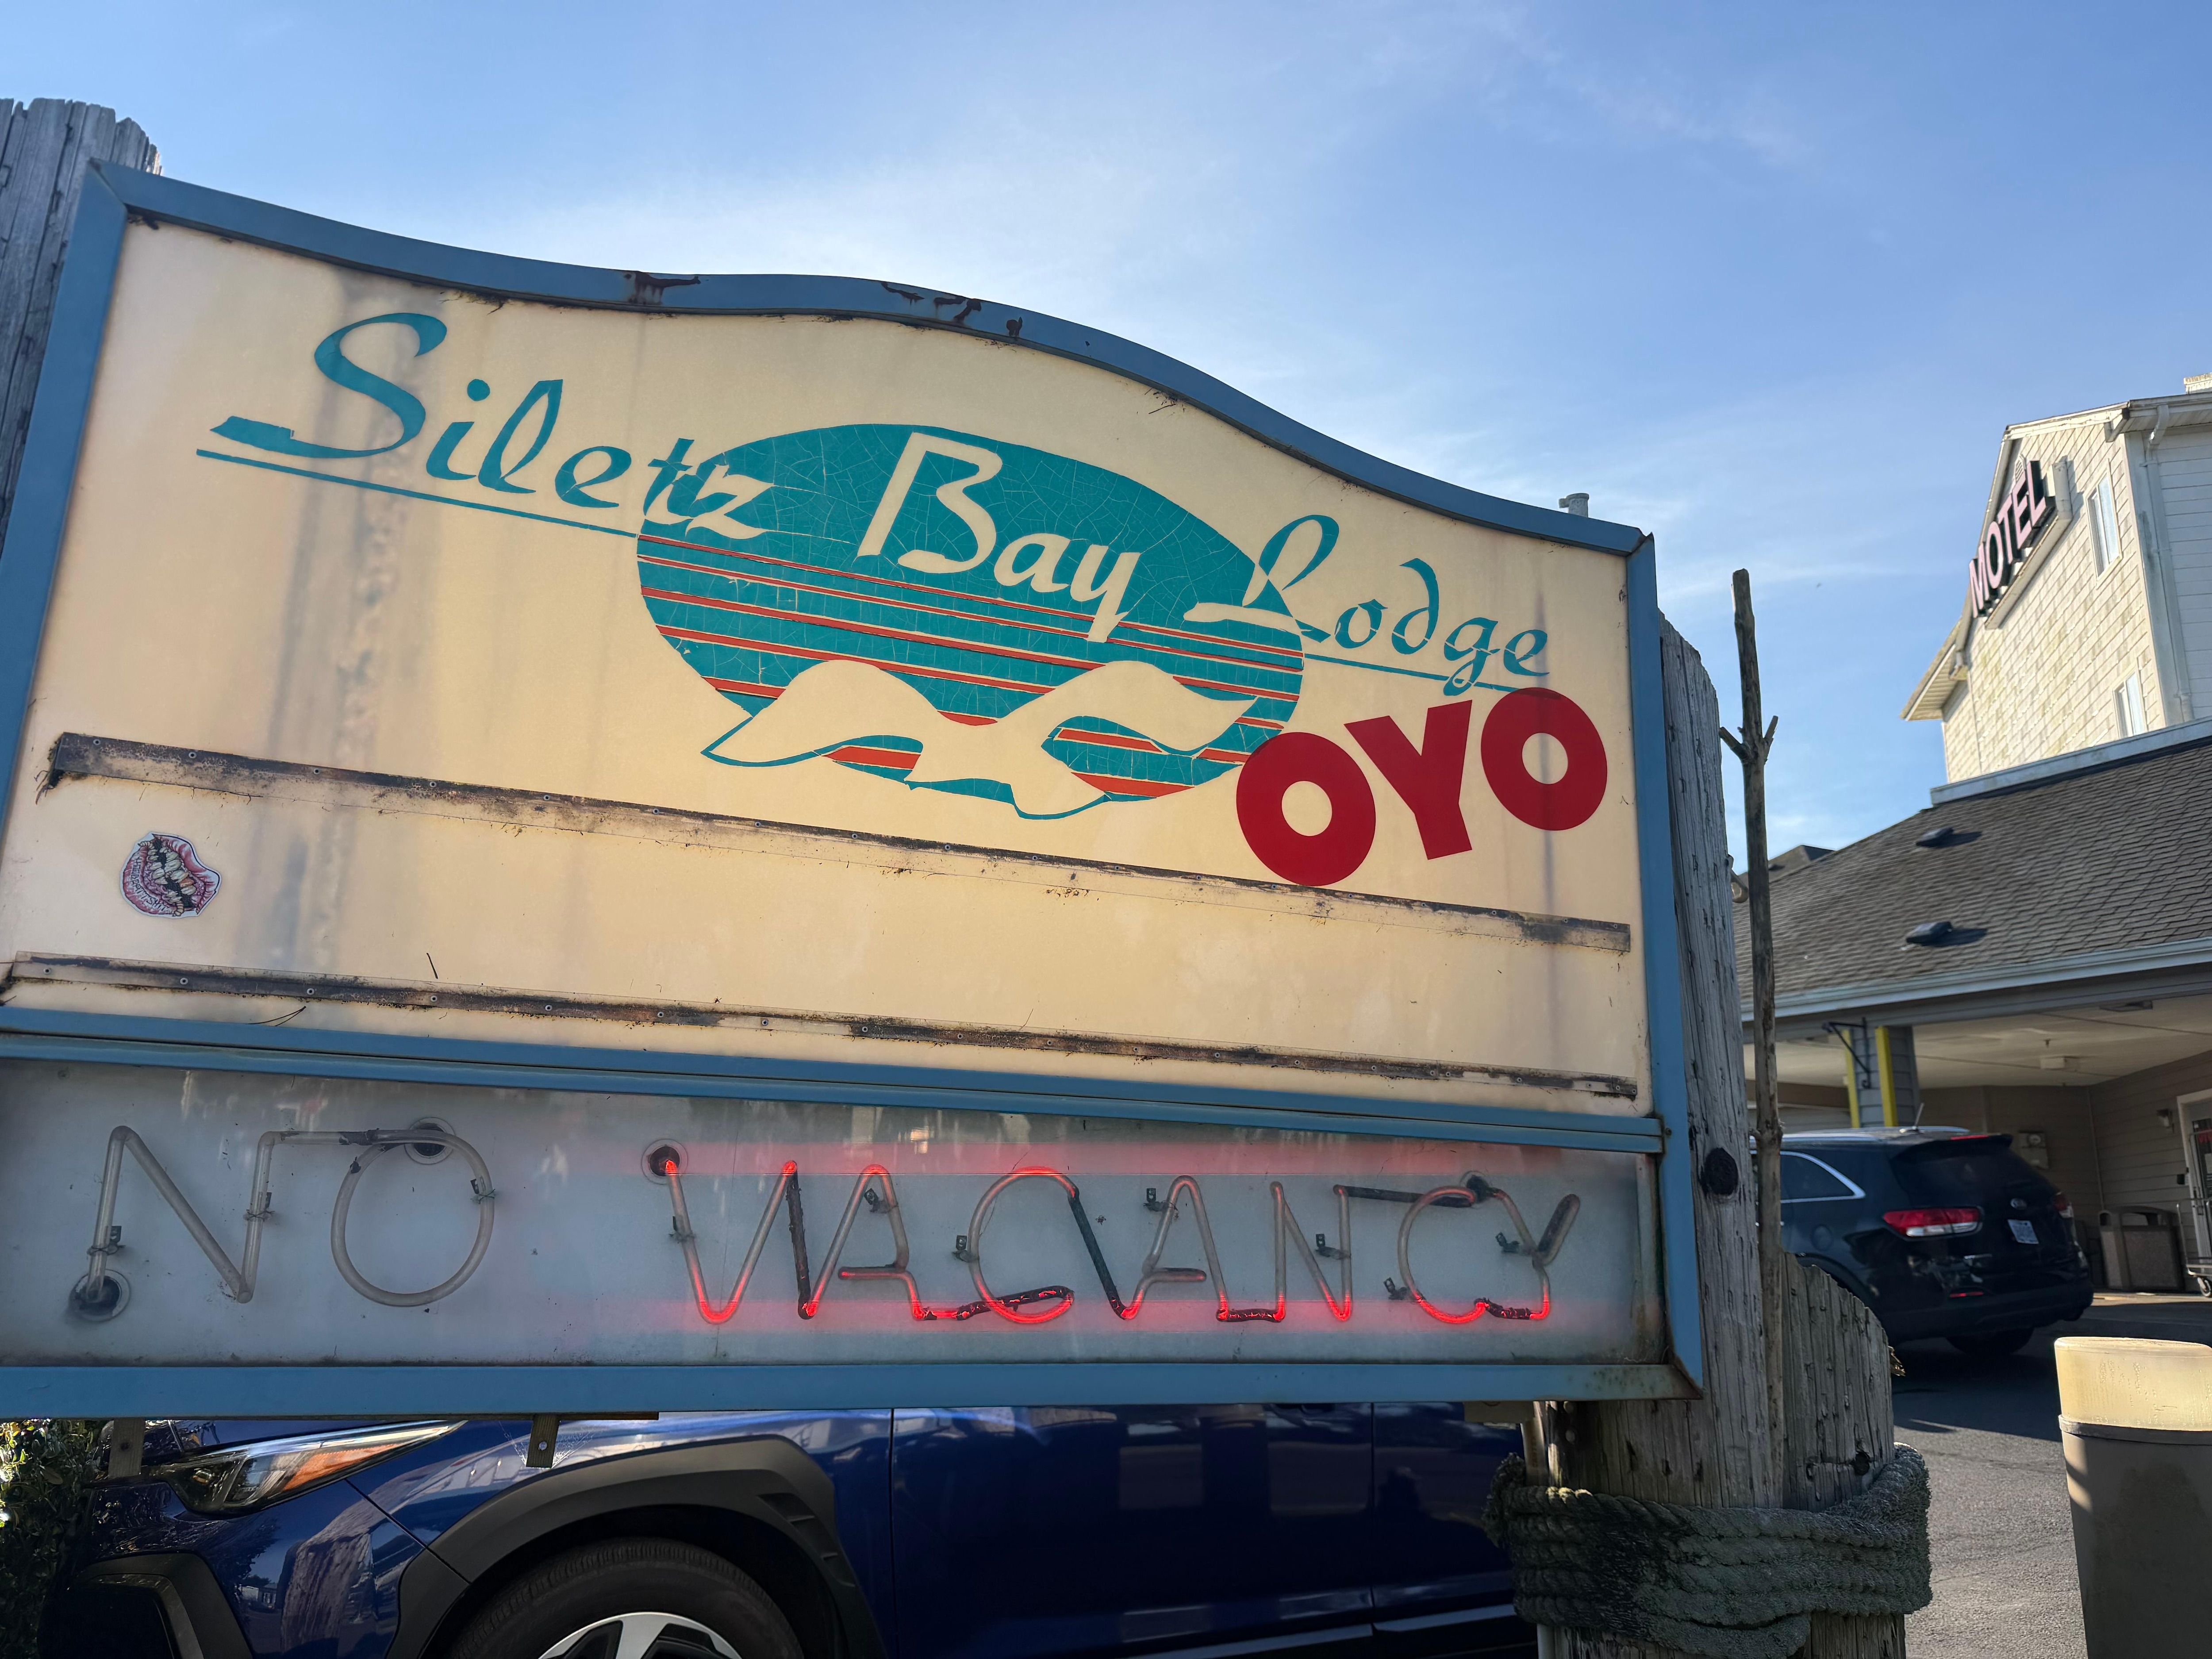 Siletz Bay Lodge
OYO
NO VACANCY
MOTEL